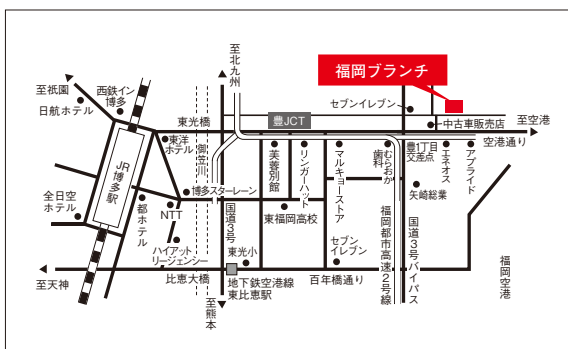 至北九州
福岡ブランチ
至祇園
西鉄イン
博多
日航ホテル
セブンイレブン
東光橋
豊JCT
中古車販売店
至空港
空港通り
東洋
ホテル
御笠川
芙蓉別館
リンガーハット
マルキョーストア
むらおか
歯科
豊1丁目
交差点
エネオス
アプライド
JR
博多駅
矢崎総業
博多スターレーン
全日空
ホテル
都ホテル
NTT
国道3号
東福岡高校
ハイアット
リージェンシー
東光小
セブン
イレブン
福岡都市高速2号線
国道3号バイパス
福岡空港
比恵大橋
百年橋通り
至天神
地下鉄空港線
東比恵駅
至熊本